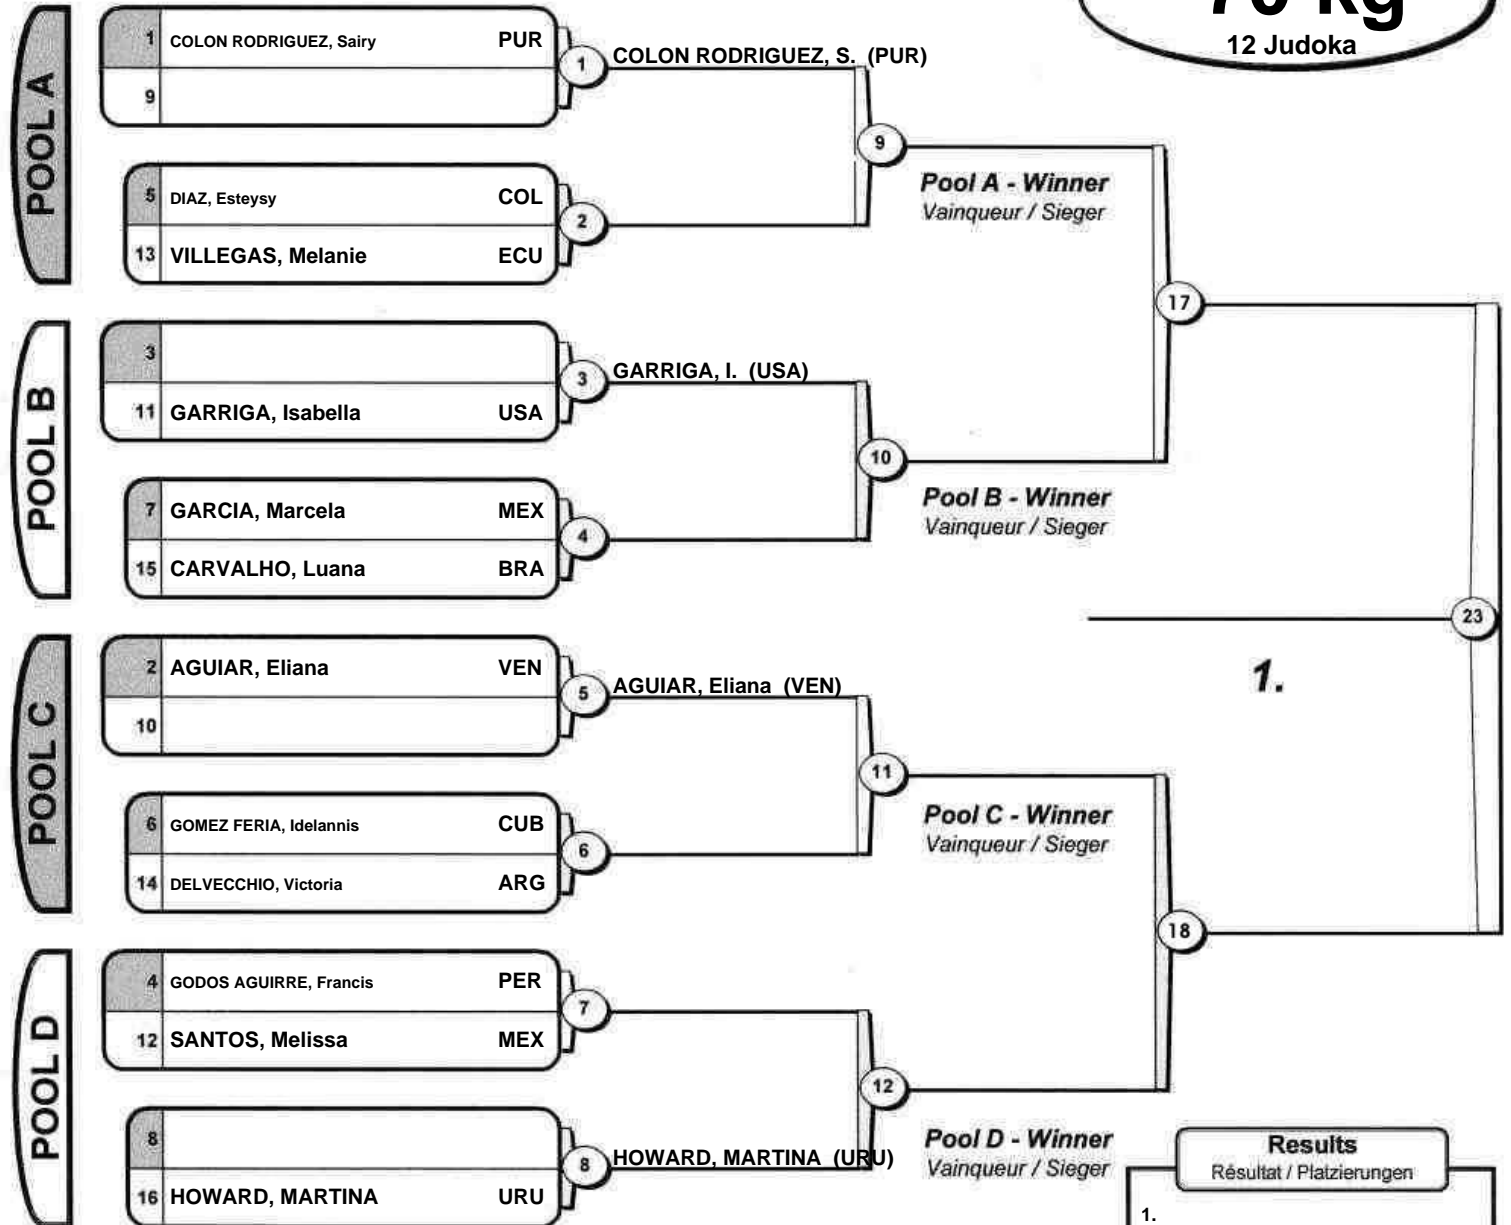 70 kg
12 Judoka
POOL A
1 COLON RODRIGUEZ, Sairy PUR
9
1 COLON RODRIGUEZ, S. (PUR)
5 DIAZ, Esteysy COL
13 VILLEGAS, Melanie ECU
2
9
Pool A - Winner
Vainqueur / Sieger
POOL B
3
11 GARRIGA, Isabella USA
3 GARRIGA, I. (USA)
7 GARCIA, Marcela MEX
15 CARVALHO, Luana BRA
4
10
Pool B - Winner
Vainqueur / Sieger
17
POOL C
2 AGUIAR, Eliana VEN
10
5 AGUIAR, Eliana (VEN)
6 GOMEZ FERIA, Idelannis CUB
14 DELVECCHIO, Victoria ARG
6
11
Pool C - Winner
Vainqueur / Sieger
23
1.
POOL D
4 GODOS AGUIRRE, Francis PER
12 SANTOS, Melissa MEX
7
8
16 HOWARD, MARTINA URU
8 HOWARD, MARTINA (URU)
12
Pool D - Winner
Vainqueur / Sieger
18
Results
Résultat / Platzierungen
1.